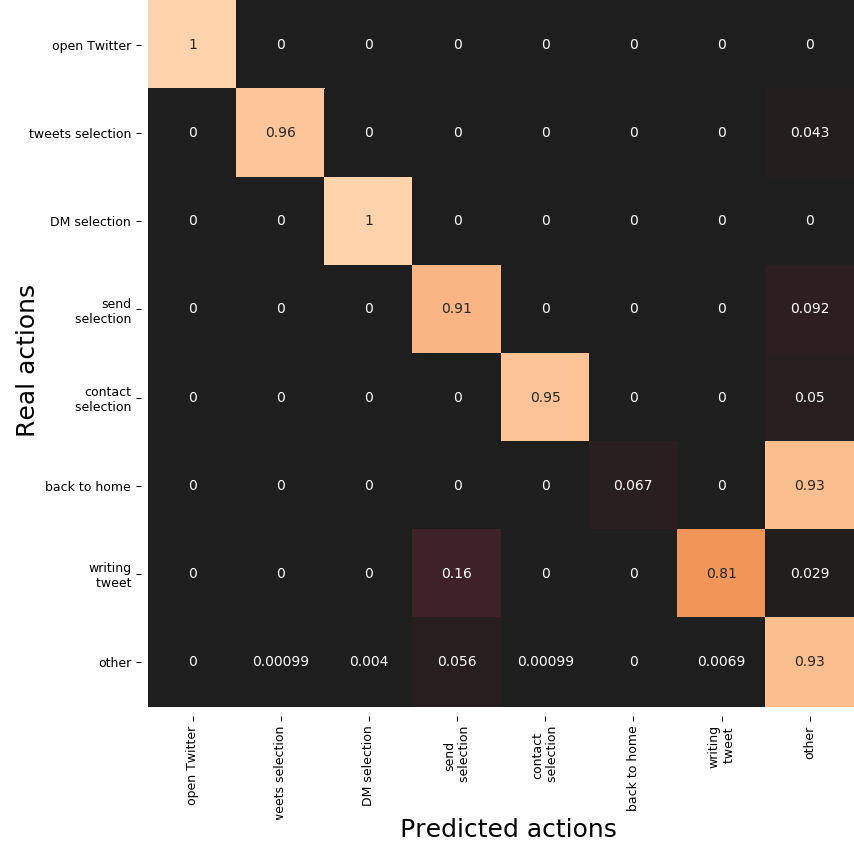 open Twitter 1 0 0 0 0 0 0 0
tweets selection 0 0.96 0 0 0 0 0 0.043
DM selection 0 0 1 0 0 0 0 0
send
selection 0 0 0 0.91 0 0 0 0.092
contact
selection 0 0 0 0 0.95 0 0 0.05
back to home 0 0 0 0 0 0.067 0 0.93
writing
tweet 0 0 0 0.16 0 0 0.81 0.029
other 0 0.00099 0.004 0.056 0.00099 0 0.0069 0.93
Real actions
open Twitter
weets selection
DM selection
send
selection
contact
selection
back to home
writing
tweet
other
Predicted actions